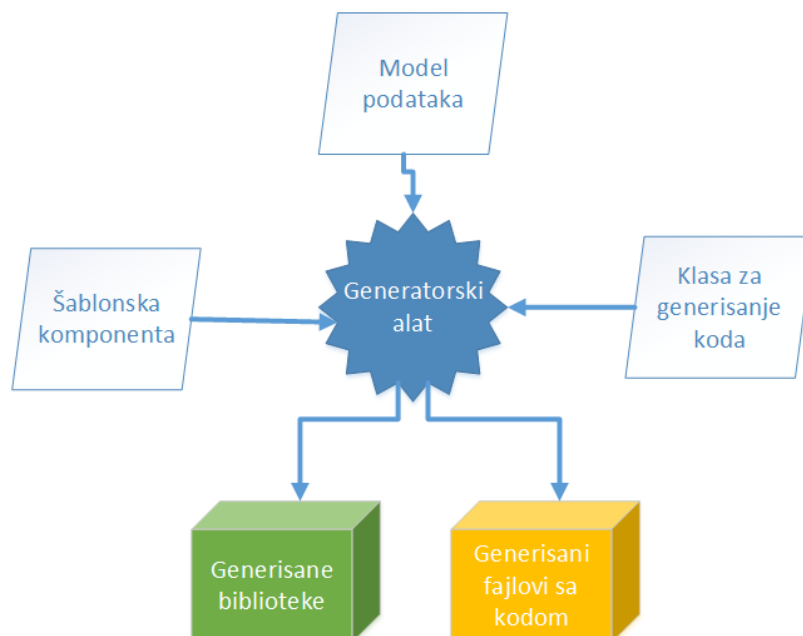 Model
podataka
Šablonska
komponenta
Generatorski
alat
Klasa za
generisanje
koda
Generisane
biblioteke
Generisani
fajlovi sa
kodom